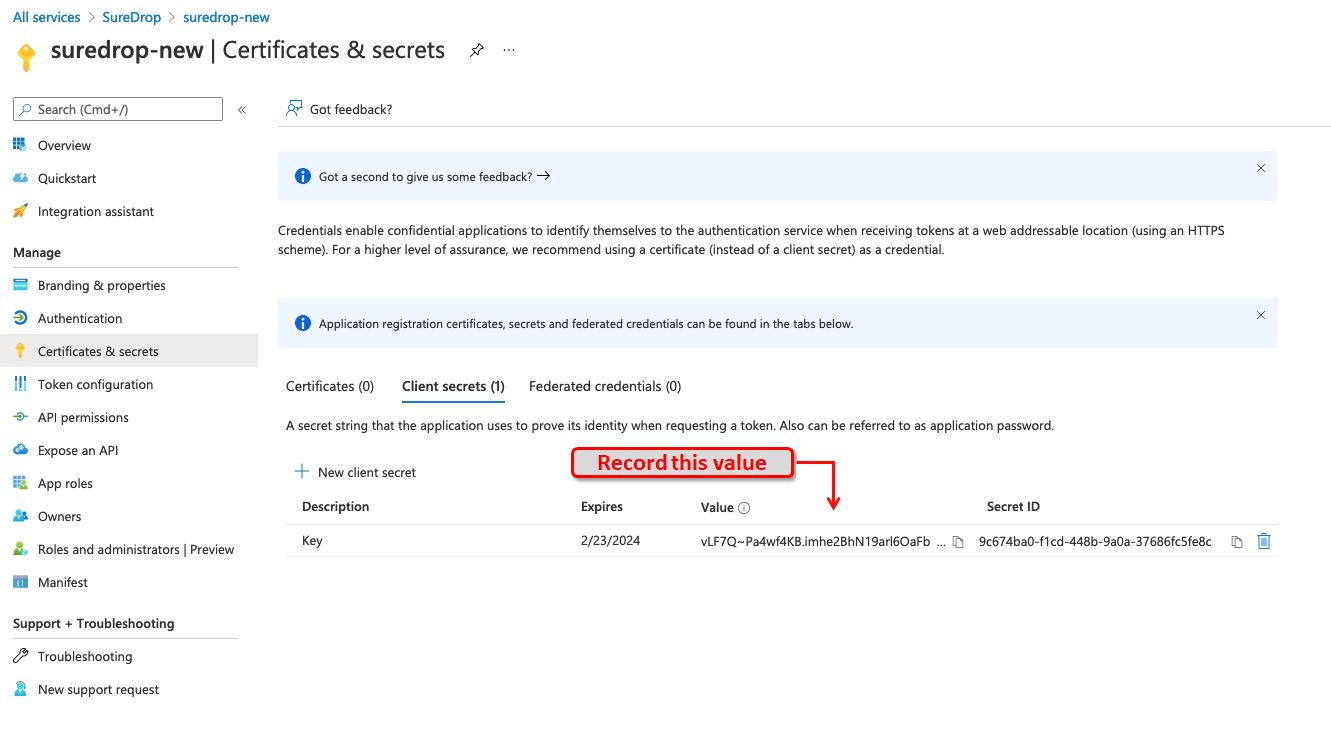 All services > SureDrop > suredrop-new
suredrop-new | Certificates & secrets ...
Search (Cmd+/)
«
Overview
Quickstart
Integration assistant
Manage
Branding & properties
Authentication
Certificates & secrets
Token configuration
API permissions
Expose an API
App roles
Owners
Roles and administrators | Preview
Manifest
Support + Troubleshooting
Troubleshooting
New support request
Got feedback?
Got a second to give us some feedback? →
Credentials enable confidential applications to identify themselves to the authentication service when receiving tokens at a web addressable location (using an HTTPS
scheme). For a higher level of assurance, we recommend using a certificate (instead of a client secret) as a credential.
Application registration certificates, secrets and federated credentials can be found in the tabs below.
Certificates (0) Client secrets (1) Federated credentials (0)
A secret string that the application uses to prove its identity when requesting a token. Also can be referred to as application password.
Record this value
New client secret
Description Expires Value Secret ID
Key 2/23/2024 vLF7Q~Pa4wf4KB.imhe2BhN19arl6OaFb ... 9c674ba0-f1cd-448b-9a0a-37686fc5fe8c